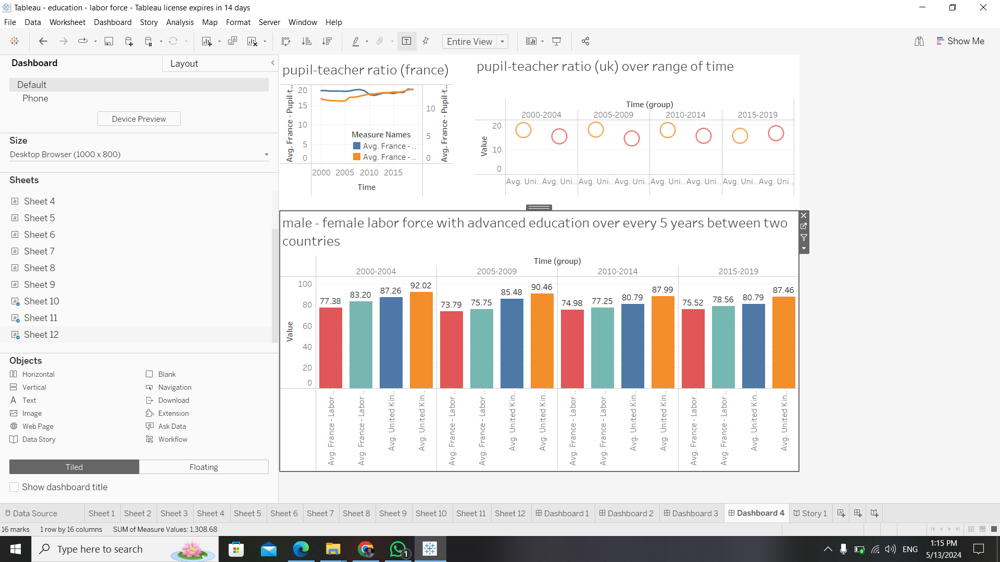 Tableau - education - labor force - Tableau license expires in 14 days
File Data Worksheet Dashboard Story Analysis Map Format Server Window Help
Entire View
Show Me
Dashboard
Layout
Default
Phone
Device Preview
Size
Desktop Browser (1000 x 800)
Sheets
Sheet 4
Sheet 5
Sheet 6
Sheet 7
Sheet 8
Sheet 9
Sheet 10
Sheet 11
Sheet 12
Objects
Horizontal Blank
Vertical Navigation
Text Download
Image Extension
Web Page Ask Data
Data Story Workflow
Tiled Floating
Show dashboard title
pupil-teacher ratio (france)
Avg. France - Pupil-t..
20
15
10
5
0
10
5
0
Avg. France - Pupil-t..
Measure Names
Avg. France - ..
Avg. France - ..
2000 2005 2010 2015
Time
pupil-teacher ratio (uk) over range of time
Time (group)
2000-2004 2005-2009 2010-2014 2015-2019
Value
20
10
0
Avg. Uni.. Avg. Uni.. Avg. Uni.. Avg. Uni.. Avg. Uni.. Avg. Uni.. Avg. Uni.. Avg. Uni..
male - female labor force with advanced education over every 5 years between two
countries
Time (group)
2000-2004 2005-2009 2010-2014 2015-2019
Value
100
80
60
40
20
0
77.38 83.20 87.26 92.02 73.79 75.75 85.48 90.46 74.98 77.25 80.79 87.99 75.52 78.56 80.79 87.46
Avg. France - Labor ..
Avg. France - Labor ..
Avg. United Kin..
Avg. United Kin..
Avg. France - Labor ..
Avg. France - Labor ..
Avg. United Kin..
Avg. United Kin..
Avg. France - Labor ..
Avg. France - Labor ..
Avg. United Kin..
Avg. United Kin..
Avg. France - Labor ..
Avg. France - Labor ..
Avg. United Kin..
Avg. United Kin..
Data Source Sheet 1 Sheet 2 Sheet 3 Sheet 4 Sheet 5 Sheet 6 Sheet 7 Sheet 8 Sheet 9 Sheet 10 Sheet 11 Sheet 12 Dashboard 1 Dashboard 2 Dashboard 3 Dashboard 4 Story 1
16 marks 1 row by 16 columns SUM of Measure Values: 1,308.68
Type here to search
1
ENG
1:15 PM
5/13/2024